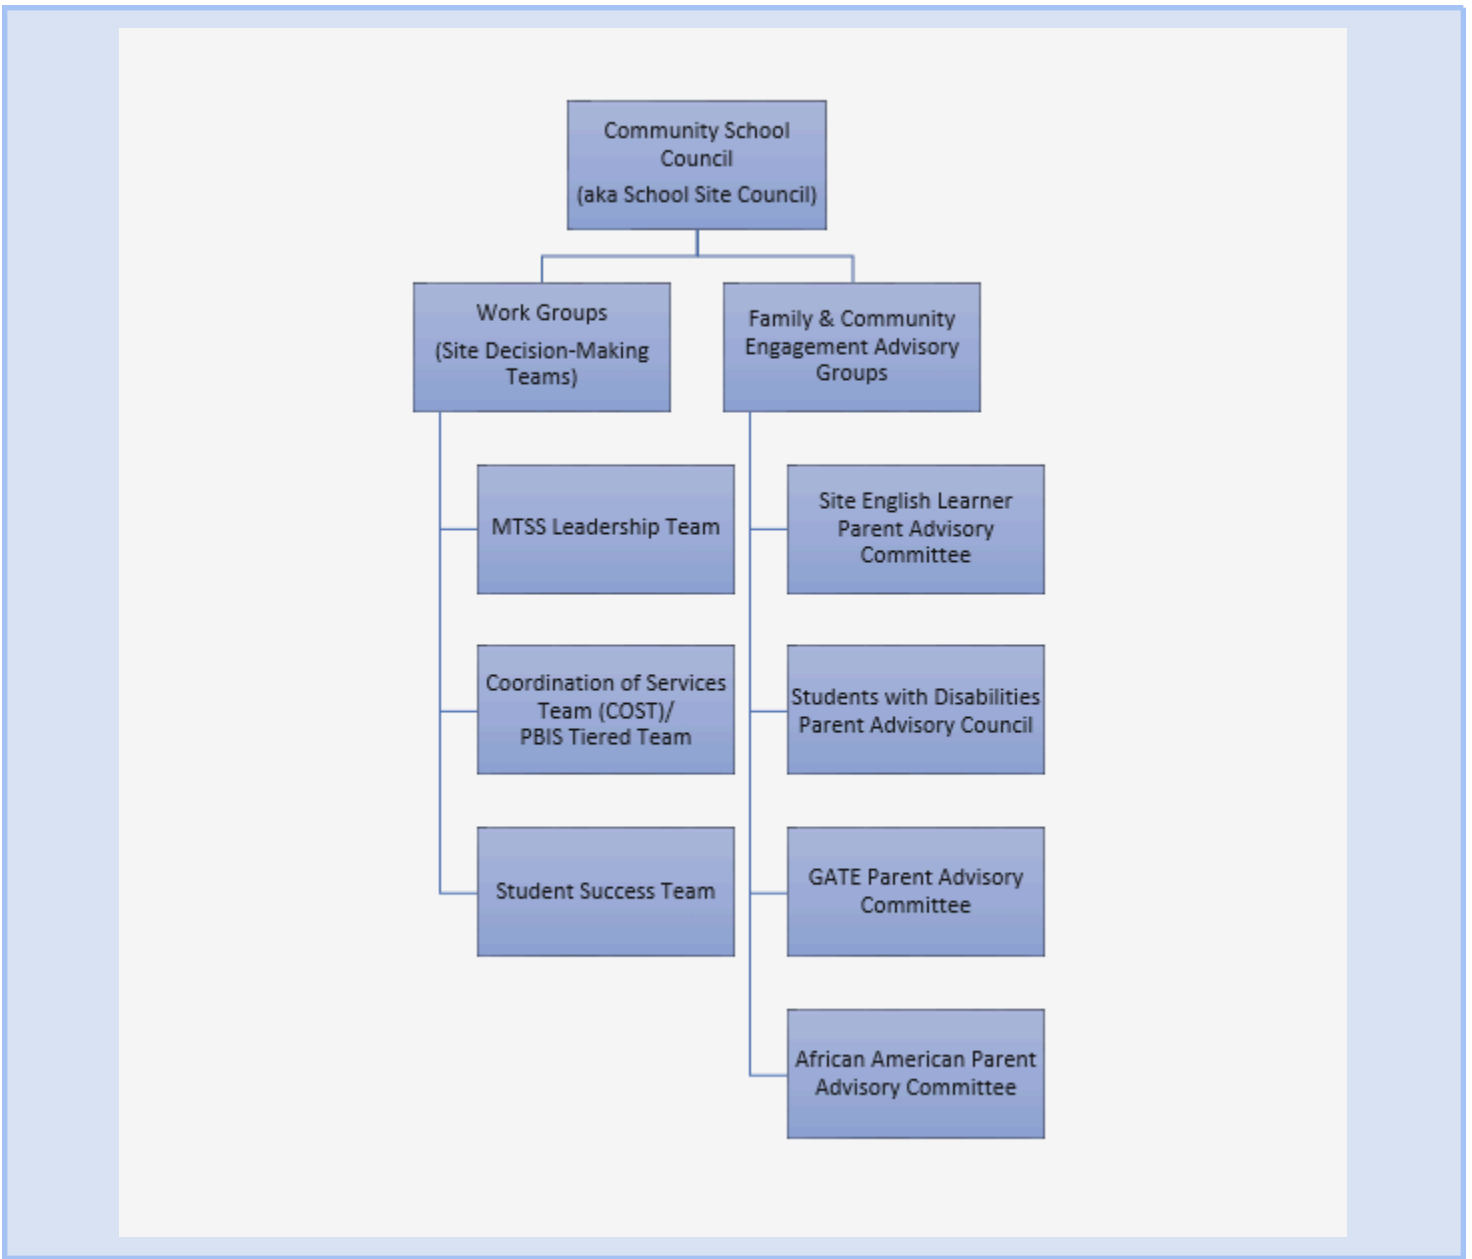 Community School
Council
(aka School Site Council)
Work Groups
(Site Decision-Making
Teams)
Family & Community
Engagement Advisory
Groups
MTSS Leadership Team
Site English Learner
Parent Advisory
Committee
Coordination of Services
Team (COST)/
PBIS Tiered Team
Students with Disabilities
Parent Advisory Council
Student Success Team
GATE Parent Advisory
Committee
African American Parent
Advisory Committee